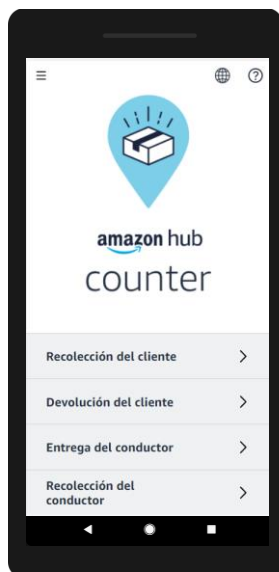 amazon hub
counter
Recolección del cliente
Devolución del cliente
Entrega del conductor
Recolección del
conductor